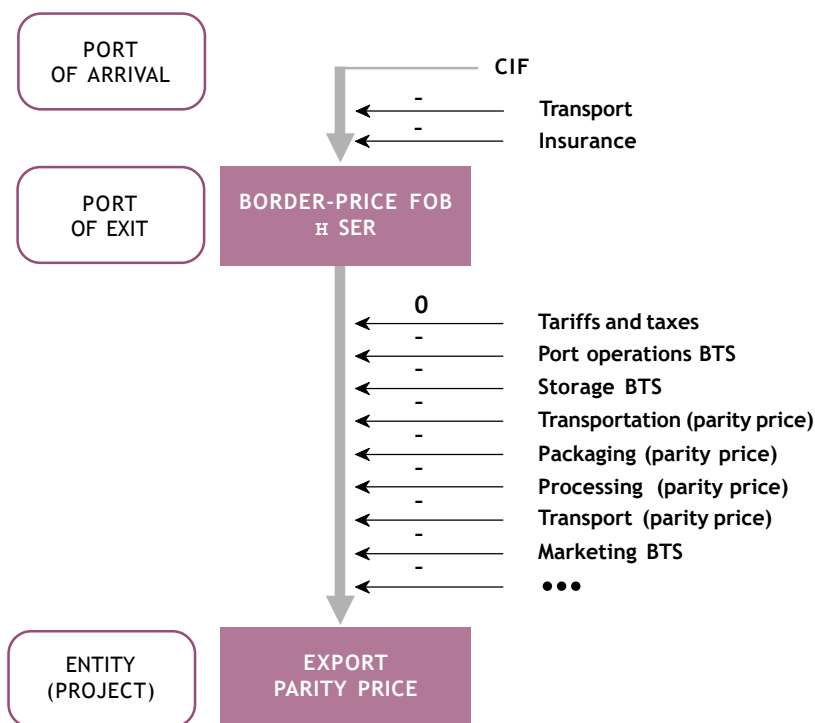 PORT
OF ARRIVAL
CIF
-
Transport
-
Insurance
PORT
OF EXIT
BORDER-PRICE FOB
H SER
0
Tariffs and taxes
-
Port operations BTS
-
Storage BTS
-
Transportation (parity price)
-
Packaging (parity price)
-
Processing (parity price)
-
Transport (parity price)
-
Marketing BTS
-
•••
ENTITY
(PROJECT)
EXPORT
PARITY PRICE